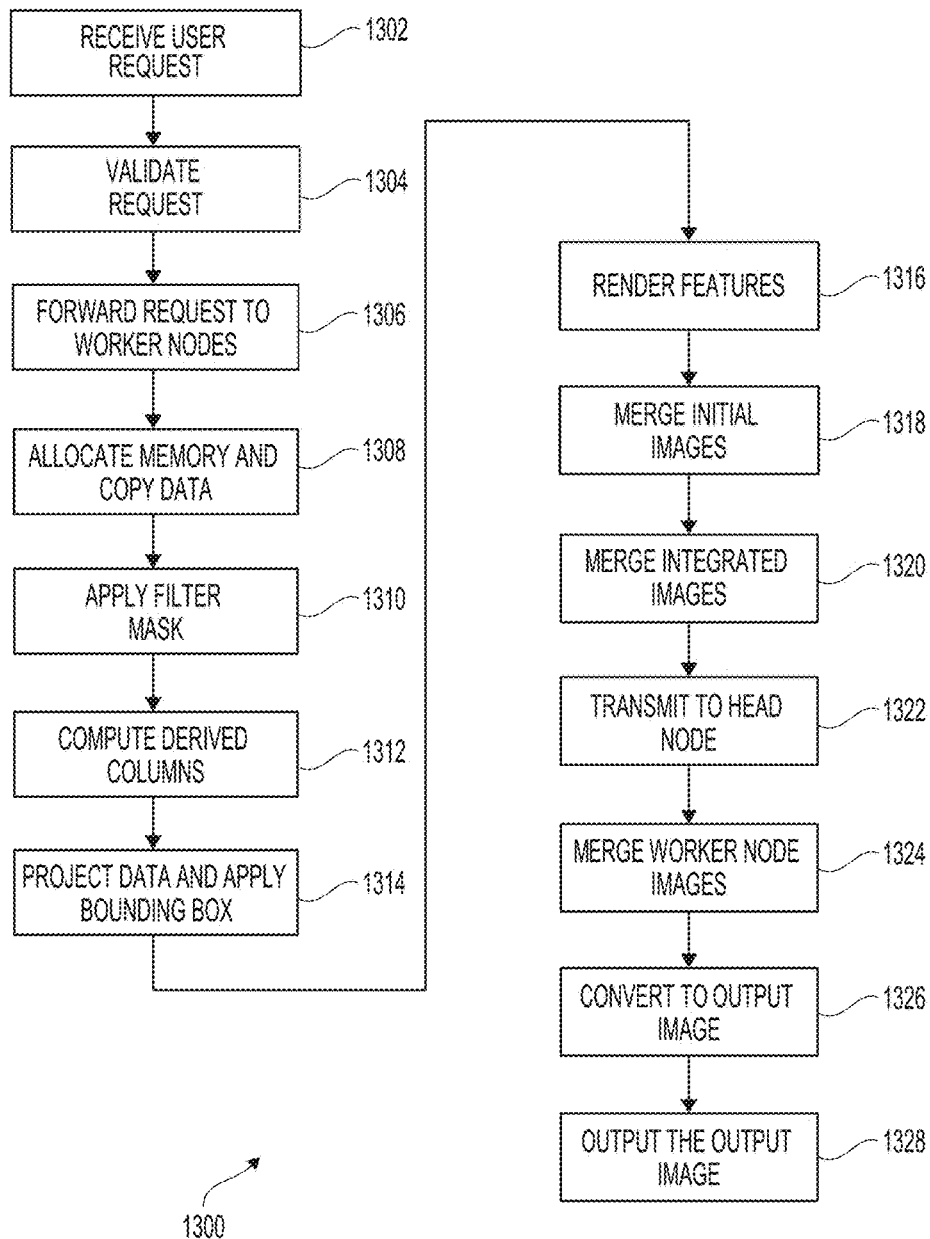 RECEIVE USER
REQUEST
1302
VALIDATE
REQUEST
1304
FORWARD REQUEST TO
WORKER NODES
1306
ALLOCATE MEMORY AND
COPY DATA
1308
APPLY FILTER
MASK
1310
COMPUTE DERIVED
COLUMNS
1312
PROJECT DATA AND APPLY
BOUNDING BOX
1314
RENDER FEATURES
1316
MERGE INITIAL
IMAGES
1318
MERGE INTEGRATED
IMAGES
1320
TRANSMIT TO HEAD
NODE
1322
MERGE WORKER NODE
IMAGES
1324
CONVERT TO OUTPUT
IMAGE
1326
OUTPUT THE OUTPUT
IMAGE
1328
1300